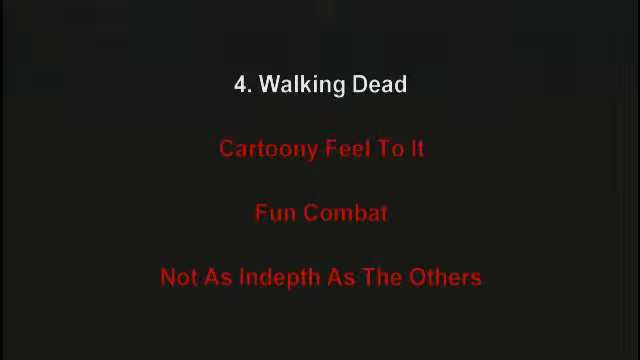 4. Walking Dead
Cartoony Feel To It
Fun Combat
Not As Indepth As The Others